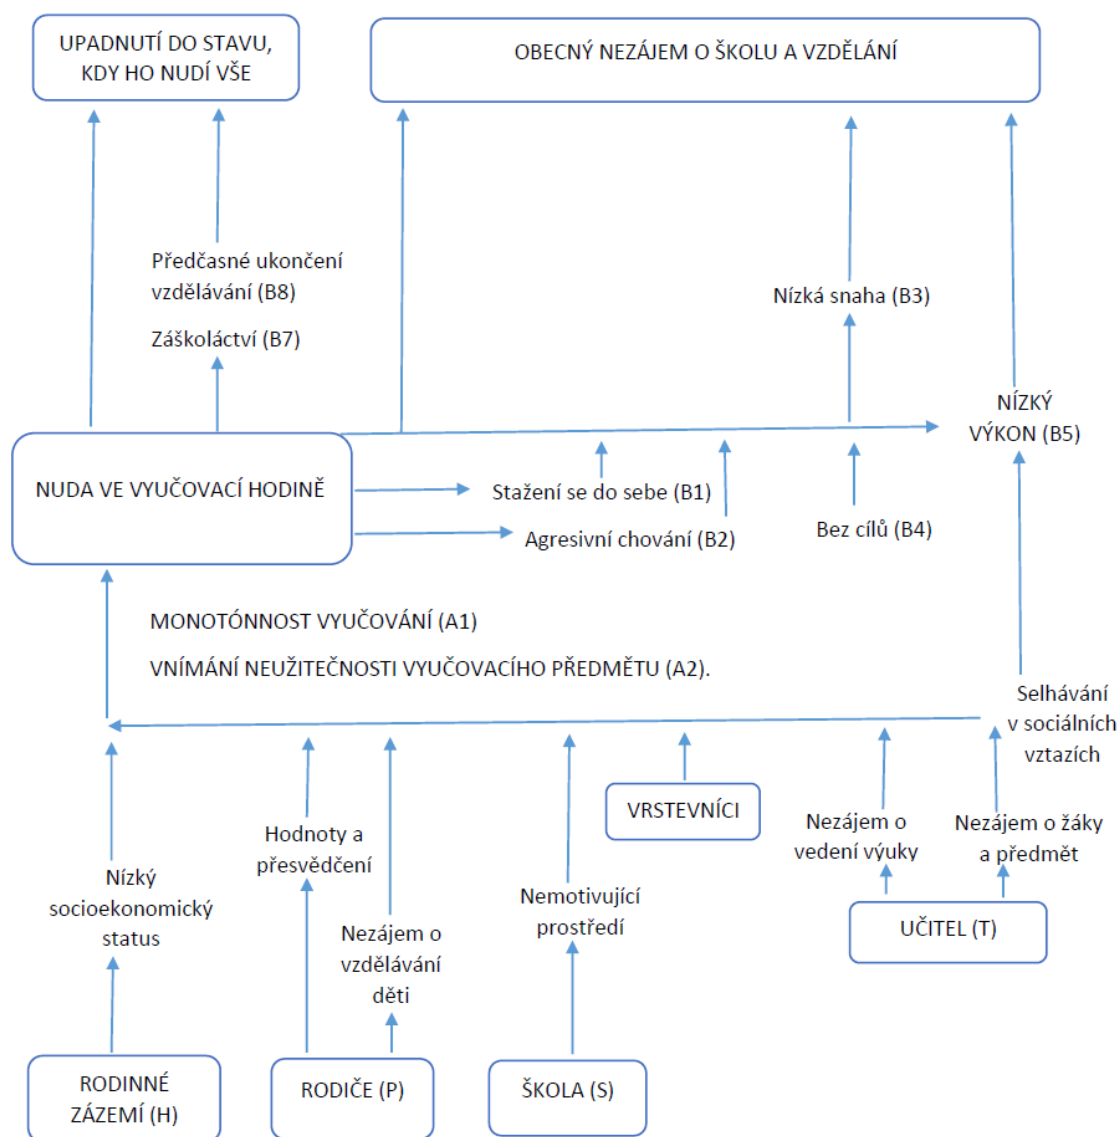 UPADNUTÍ DO STAVU,
KDY HO NUDÍ VŠE
OBECNÝ NEZÁJEM O ŠKOLU A VZDĚLÁNÍ
Předčasné ukončení
vzdělávání (B8)
Záškoláctví (B7)
Nízká snaha (B3)
NÍZKÝ
VÝKON (B5)
NUDA VE VYUČOVACÍ HODINĚ
Stažení se do sebe (B1)
Agresivní chování (B2)
Bez cílů (B4)
MONOTÓNNOST VYUČOVÁNÍ (A1)
VNÍMÁNÍ NEUŽITEČNOSTI VYUČOVACÍHO PŘEDMĚTU (A2).
Selhávání
v sociálních
vztazích
VRSTEVNÍCI
Hodnoty a
přesvědčení
Nezájem o
vedení výuky
Nezájem o žáky
a předmět
Nízký
socioekonomický
status
Nezájem o
vzdělávání
děti
Nemotivující
prostředí
UČITEL (T)
RODINNÉ
ZÁZEMÍ (H)
RODIČE (P)
ŠKOLA (S)